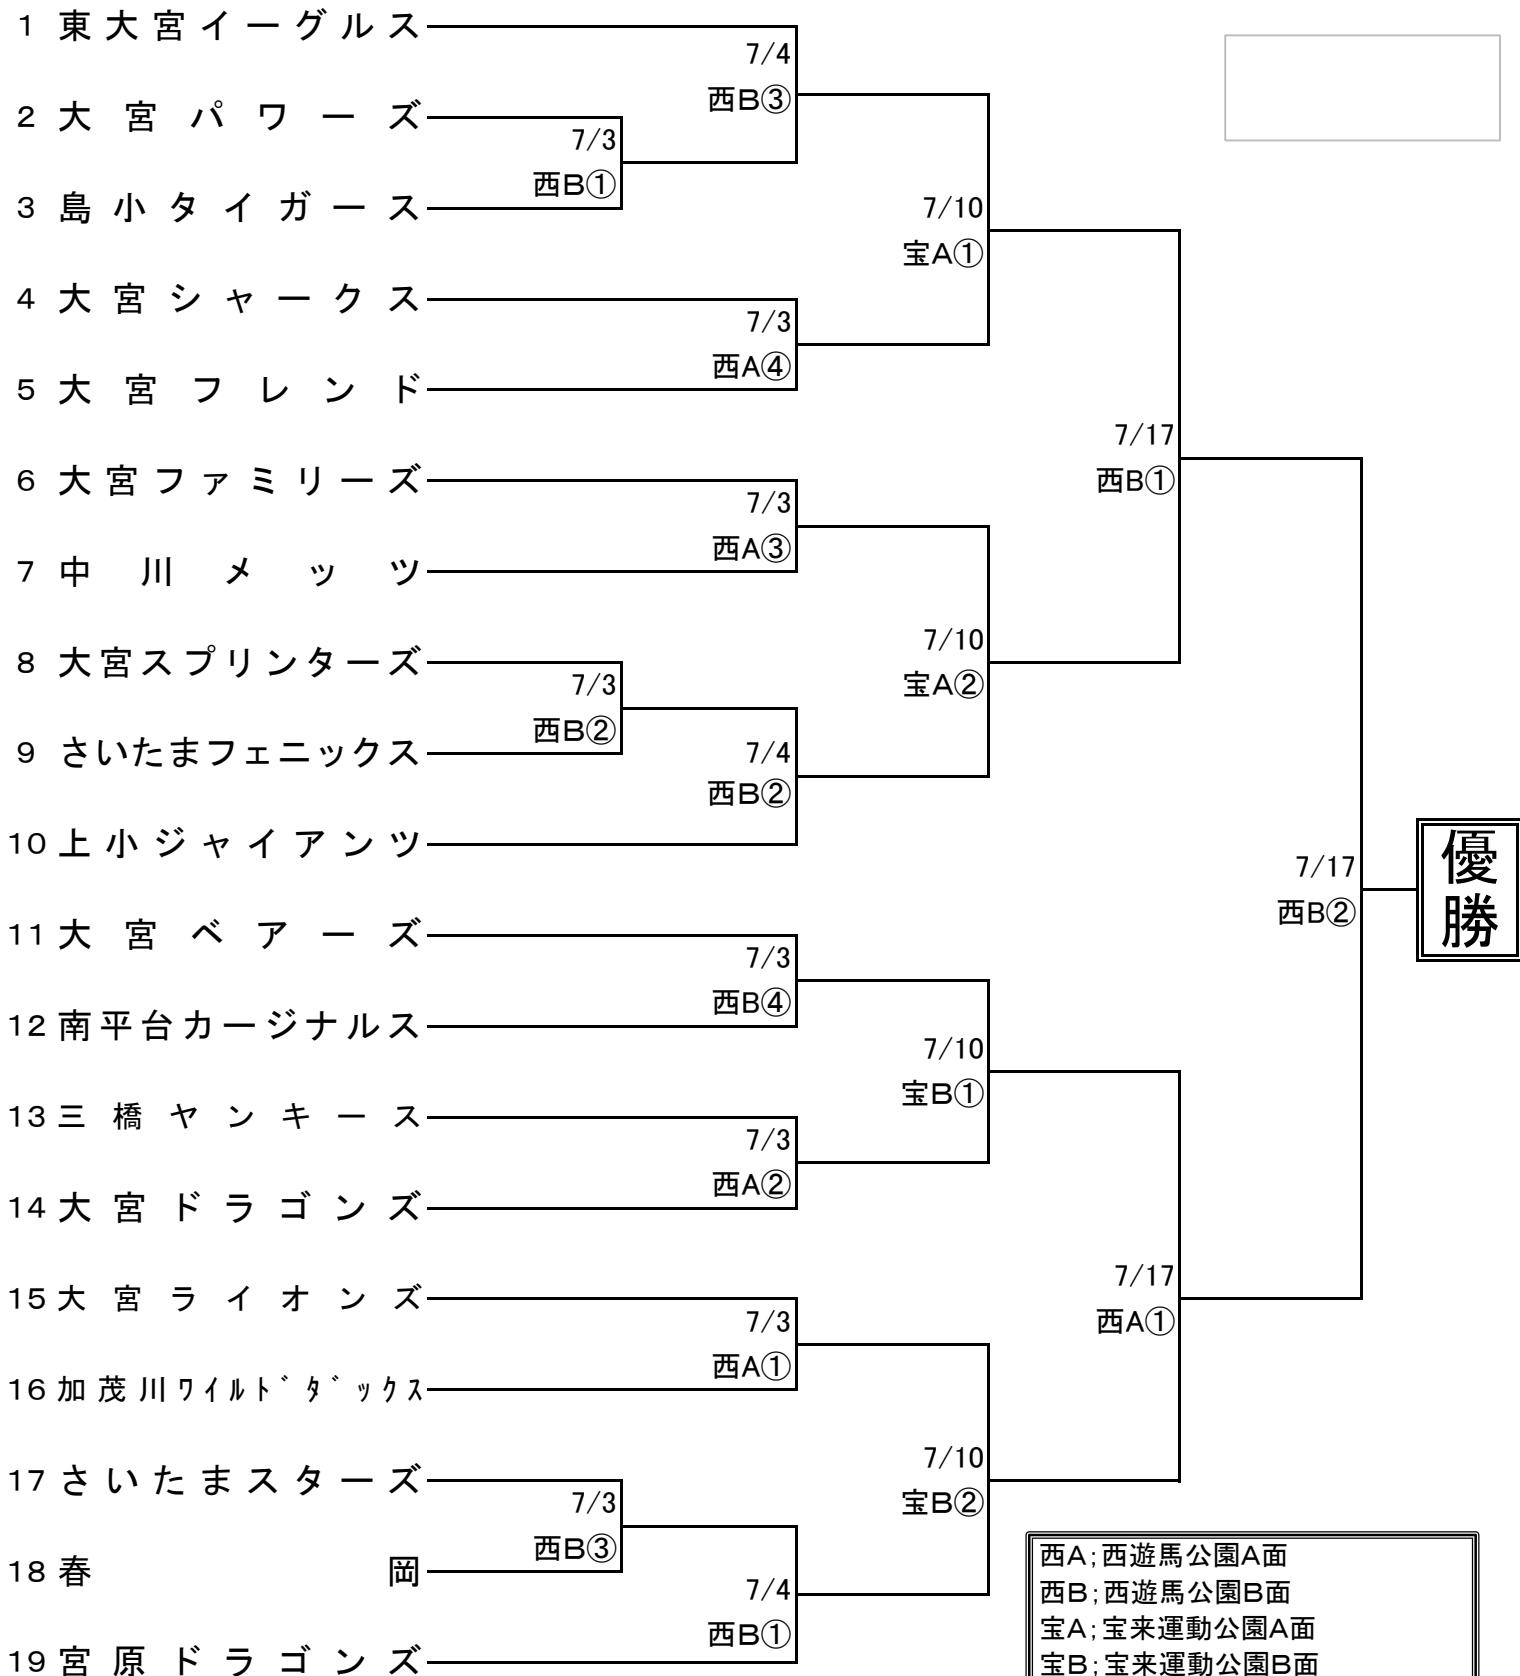 1 東大宮イーグルス
7/4
西B③
2 大宮パワーズ
7/3
西B①
3 島小タイガース
7/10
宝A①
4 大宮シャークス
7/3
西A④
5 大宮フレンド
7/17
西B①
6 大宮ファミリーズ
7/3
西A③
7 中川メッツ
7/10
宝A②
8 大宮スプリンターズ
7/3
西B②
9 さいたまフェニックス
7/4
西B②
10 上小ジャイアンツ
7/17
西B②
優勝
11 大宮ベアーズ
7/3
西B④
12 南平台カージナルス
7/10
宝B①
13 三橋ヤンキース
7/3
西A②
14 大宮ドラゴンズ
7/17
西A①
15 大宮ライオンズ
7/3
西A①
16 加茂川ワイルドダックス
7/10
宝B②
17 さいたまスターズ
7/3
西B③
18 春岡
7/4
西B①
19 宮原ドラゴンズ
西A;西遊馬公園A面
西B;西遊馬公園B面
宝A;宝来運動公園A面
宝B;宝来運動公園B面